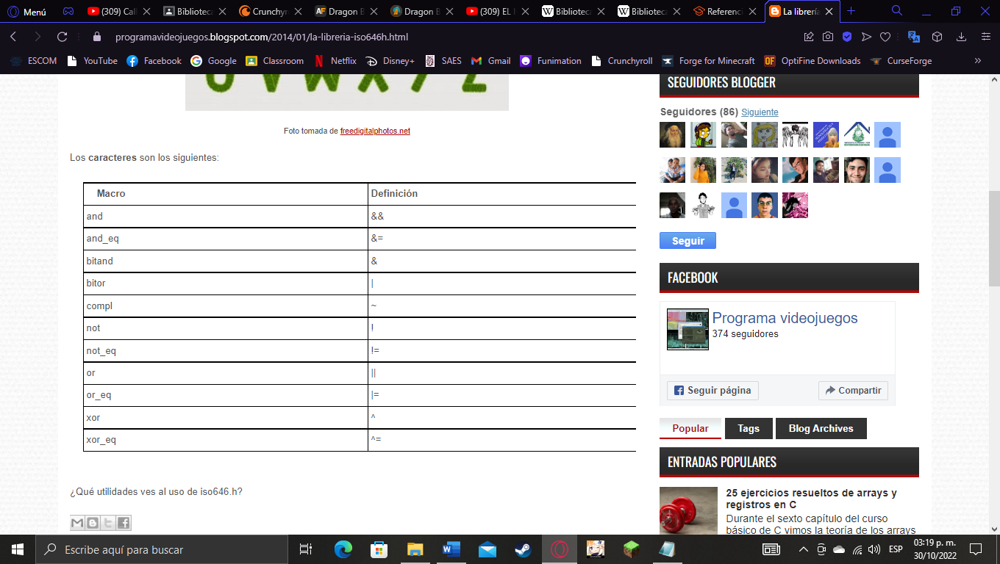 Menú
(309) Call
Biblioteca
Crunchyr
Dragon B
Dragon B
(309) EL I
Biblioteca
Biblioteca
Referenci
La librería
programavideojuegos.blogspot.com/2014/01/la-libreria-iso646h.html
ESCOM
YouTube
Facebook
Google
Classroom
Netflix
Disney+
SAES
Gmail
Funimation
Crunchyroll
Forge for Minecraft
OptiFine Downloads
CurseForge
»
U V W X Y Z
Foto tomada de freedigitalphotos.net
Los caracteres son los siguientes:
Macro Definición
and &&
and_eq &=
bitand &
bitor |
compl ~
not !
not_eq !=
or ||
or_eq |=
xor ^
xor_eq ^=
¿Qué utilidades ves al uso de iso646.h?
SEGUIDORES BLOGGER
Seguidores (86) Siguiente
Seguir
FACEBOOK
Programa videojuegos
374 seguidores
Seguir página
Compartir
Popular
Tags
Blog Archives
ENTRADAS POPULARES
25 ejercicios resueltos de arrays y
registros en C
Durante el sexto capítulo del curso
básico de C vimos la teoría de los arrays
Escribe aquí para buscar
ESP
03:19 p. m.
30/10/2022